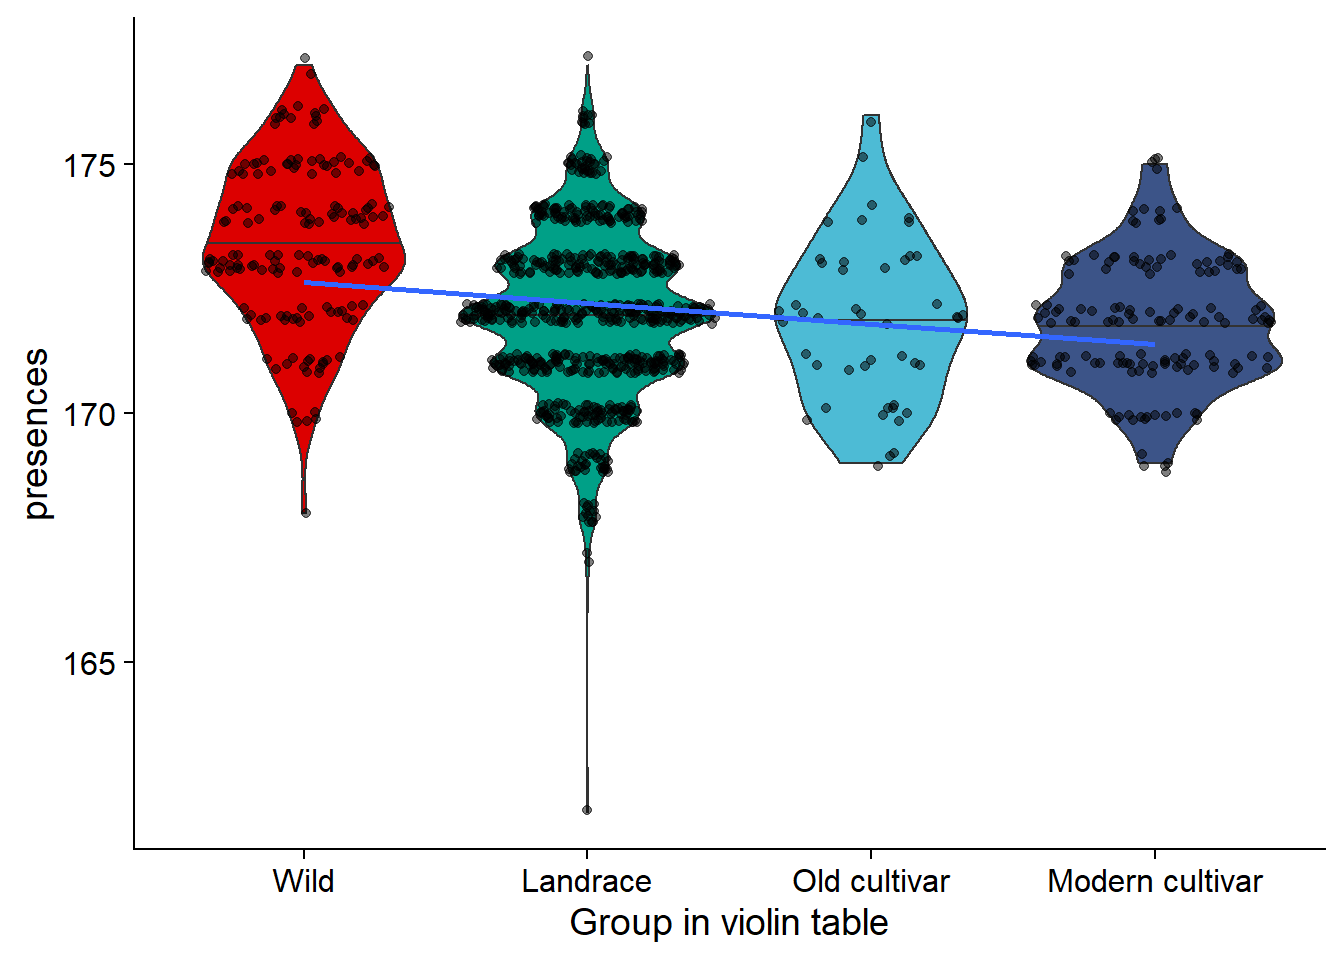 presences
175
170
165
Wild
Landrace
Old cultivar
Modern cultivar
Group in violin table